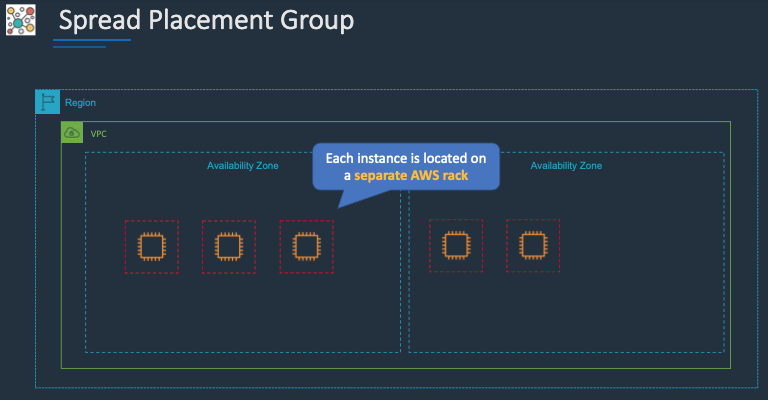 Spread Placement Group
Region
VPC
Availability Zone
Each instance is located on
a separate AWS rack
Availability Zone